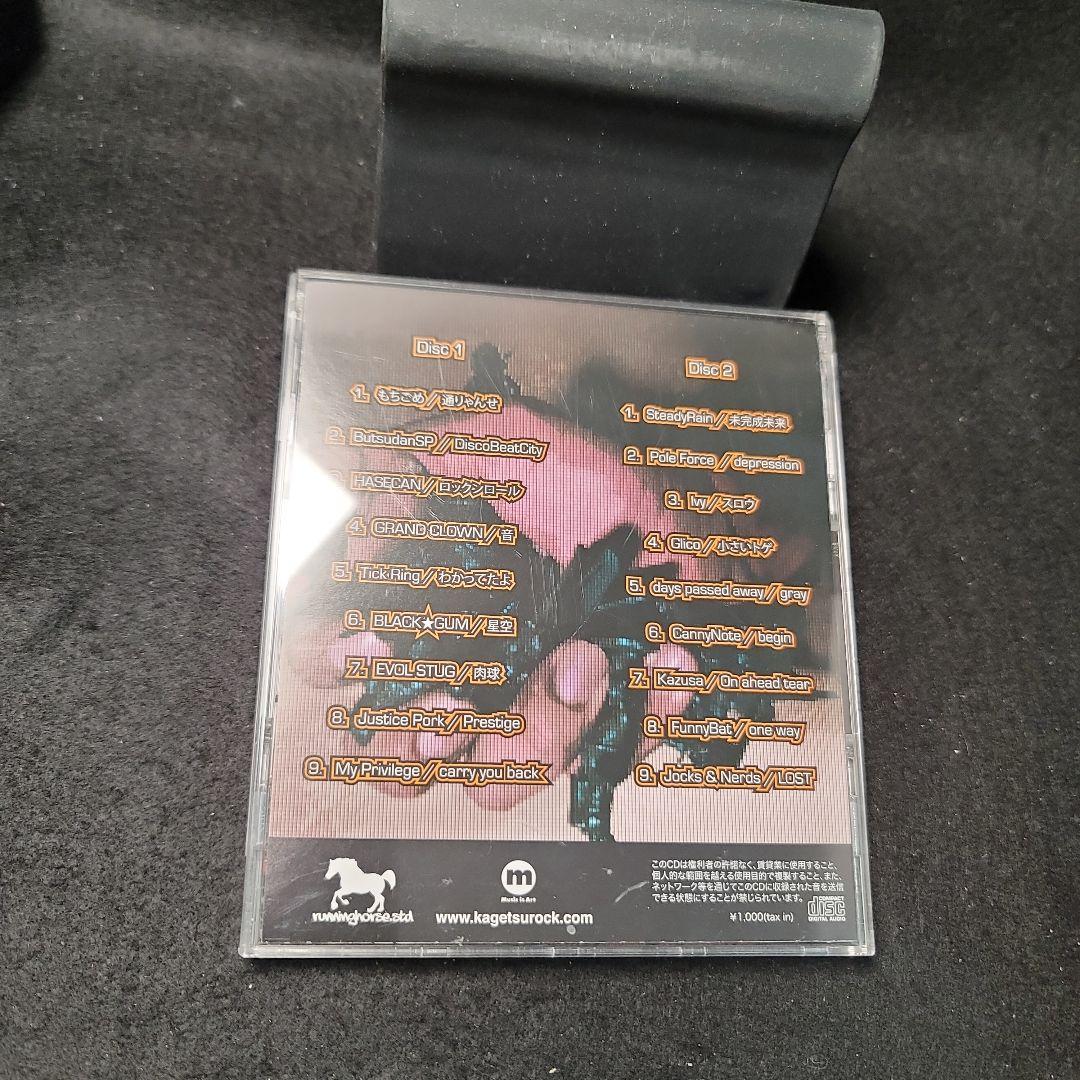 Disc 1
1. もちごめ//通りゃんせ
2. ButsudanSP//DiscoBeatCity
3. HASECAN//ロックンロール
4. GRAND CLOWN//音
5. Tick Ring//わかってたよ
6. BLACK★GUM//星空
7. EVOL STUG//肉球
8. Justice Pork//Prestige
9. My Privilege//carry you back
Disc 2
1. SteadyRain//未完成未来
2. Pole Force//depression
3. Ivy//スロウ
4. Glico//小さいトゲ
5. days passed away//gray
6. CannyNote//begin
7. Kazusa//On ahead tear
8. FunnyBat//one way
9. Jocks & Nerds//LOST
runninghorse.std
m
Music is Art
www.kagetsurock.com
このCDは権利者の許諾なく、賃貸業に使用すること、
個人的な範囲を越える使用目的で複製すること、また、
ネットワーク等を通じてこのCDに収録された音を送信
できる状態にすることが禁じられています。
¥1,000(tax in)
COMPACT
disc
DIGITAL AUDIO